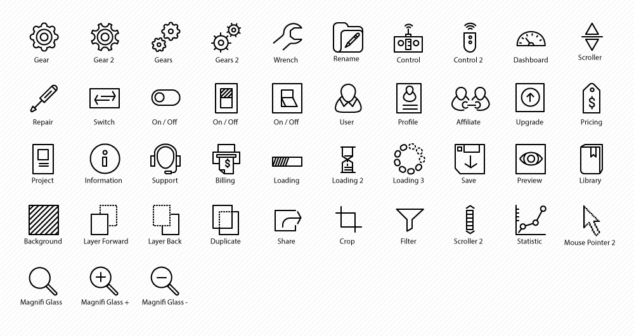 Gear Gear 2 Gears Gears 2 Wrench Rename Control Control 2 Dashboard Scroller
Repair Switch On / Off On / Off On / Off User Profile Affiliate Upgrade Pricing
Project Information Support Billing Loading Loading 2 Loading 3 Save Preview Library
Background Layer Forward Layer Back Duplicate Share Crop Filter Scroller 2 Statistic Mouse Pointer 2
Magnifi Glass Magnifi Glass + Magnifi Glass -